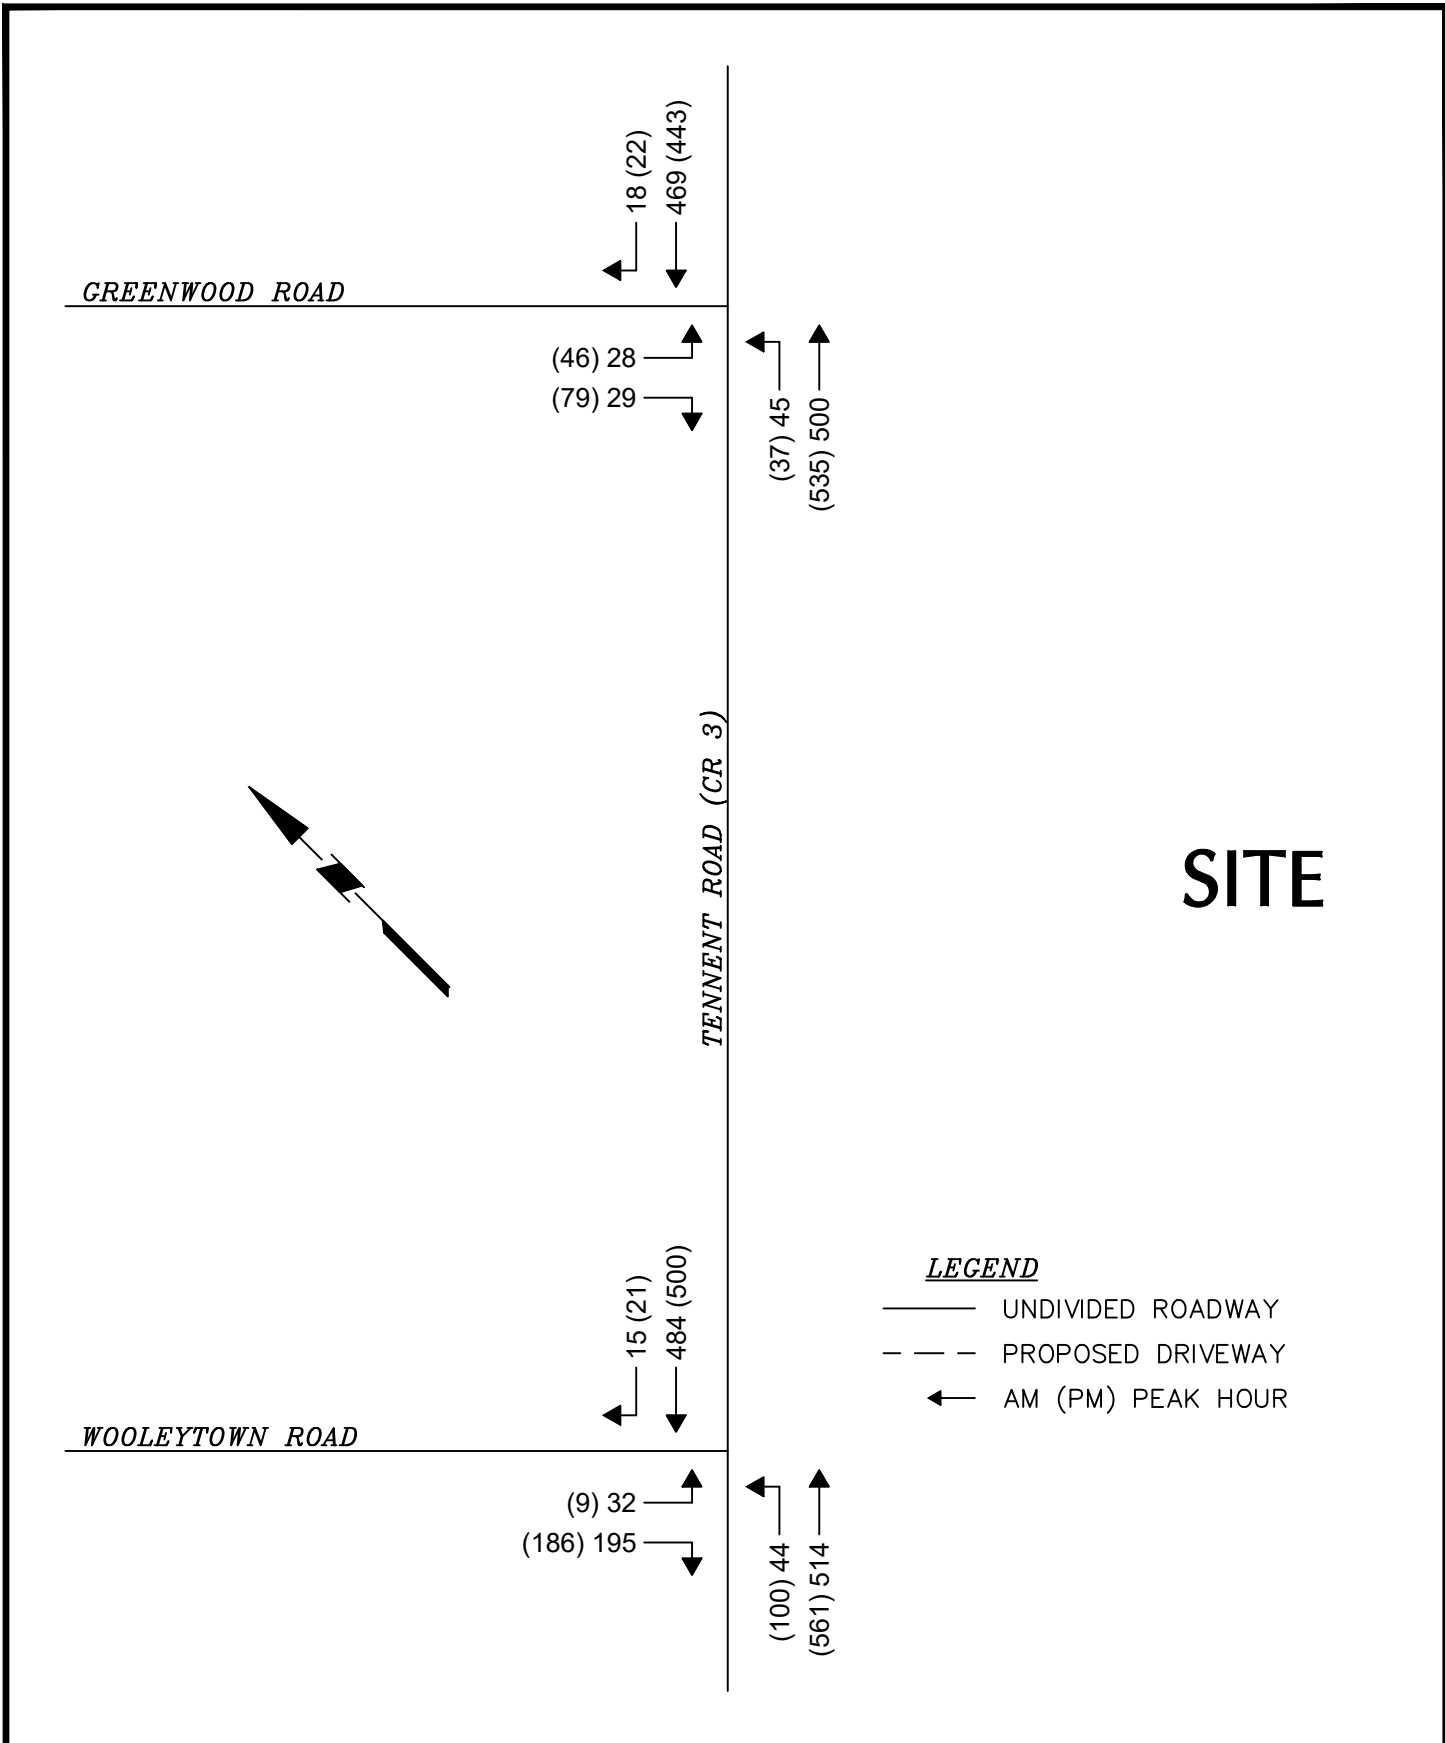 18 (22)
469 (443)
GREENWOOD ROAD
(46) 28
(79) 29
(37) 45
(535) 500
TENNENT ROAD (CR 3)
SITE
15 (21)
484 (500)
LEGEND
UNDIVIDED ROADWAY
PROPOSED DRIVEWAY
AM (PM) PEAK HOUR
WOOLEYTOWN ROAD
(9) 32
(186) 195
(100) 44
(561) 514